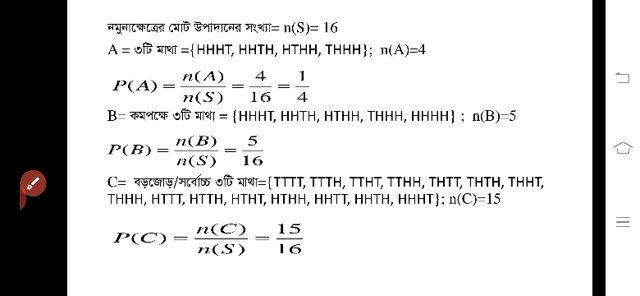 নমুনাক্ষেত্রের মোট উপাদানের সংখ্যা= n(S)= 16
A = ৩টি মাথা ={HHHT, HHTH, HTHH, THHH}; n(A)=4
P(A) = n(A)/n(S) = 4/16 = 1/4
B= কমপক্ষে ৩টি মাথা = {HHHT, HHTH, HTHH, THHH, HHHH} ; n(B)=5
P(B) = n(B)/n(S) = 5/16
C= বড়জোড়/সর্বোচ্চ ৩টি মাথা={TTTT, TTTH, TTHT, TTHH, THTT, THTH, THHT,
THHH, HTTT, HTTH, HTHT, HTHH, HHTT, HHTH, HHHT}; n(C)=15
P(C) = n(C)/n(S) = 15/16